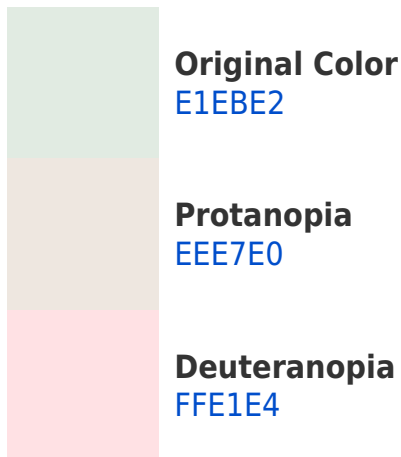 Original Color
E1EBE2
Protanopia
EEE7E0
Deuteranopia
FFE1E4